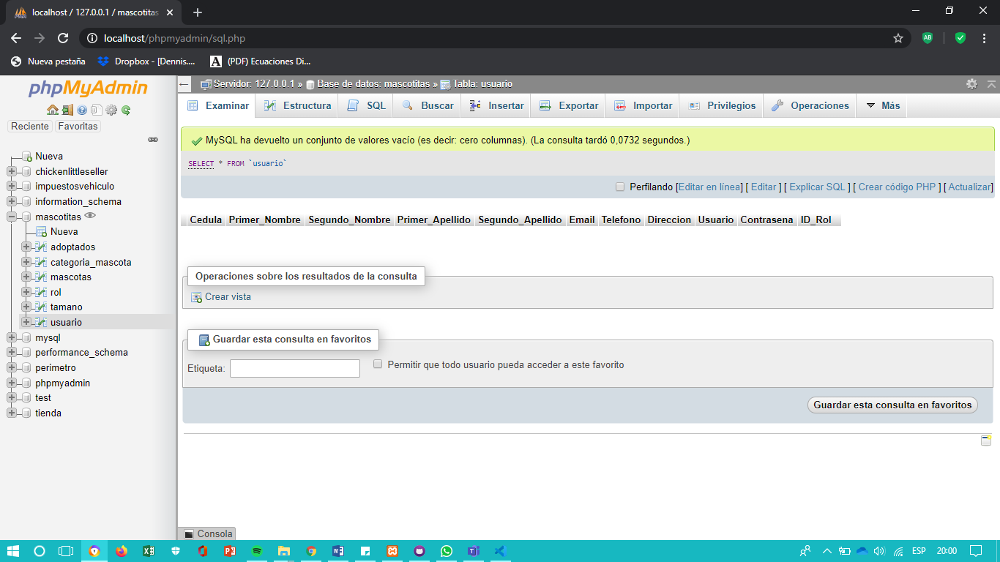 localhost / 127.0.0.1 / mascotitas
localhost/phpmyadmin/sql.php
AB
Nueva pestaña
Dropbox - [Dennis....
A
(PDF) Ecuaciones Di...
phpMyAdmin
Reciente
Favoritas
Nueva
chickenlittleseller
impuestosvehiculo
information_schema
mascotitas
Nueva
adoptados
categoria_mascota
mascotas
rol
tamano
usuario
mysql
performance_schema
perimetro
phpmyadmin
test
tienda
Servidor: 127.0.0.1 » Base de datos: mascotitas » Tabla: usuario
Examinar Estructura SQL Buscar Insertar Exportar Importar Privilegios Operaciones Más
MySQL ha devuelto un conjunto de valores vacío (es decir: cero columnas). (La consulta tardó 0,0732 segundos.)
SELECT * FROM `usuario`
Perfilando [Editar en línea] [ Editar ] [ Explicar SQL ] [ Crear código PHP ] [ Actualizar]
Cedula Primer_Nombre Segundo_Nombre Primer_Apellido Segundo_Apellido Email Telefono Direccion Usuario Contrasena ID_Rol
Operaciones sobre los resultados de la consulta
Crear vista
Guardar esta consulta en favoritos
Etiqueta:
Permitir que todo usuario pueda acceder a este favorito
Guardar esta consulta en favoritos
Consola
ESP
20:00